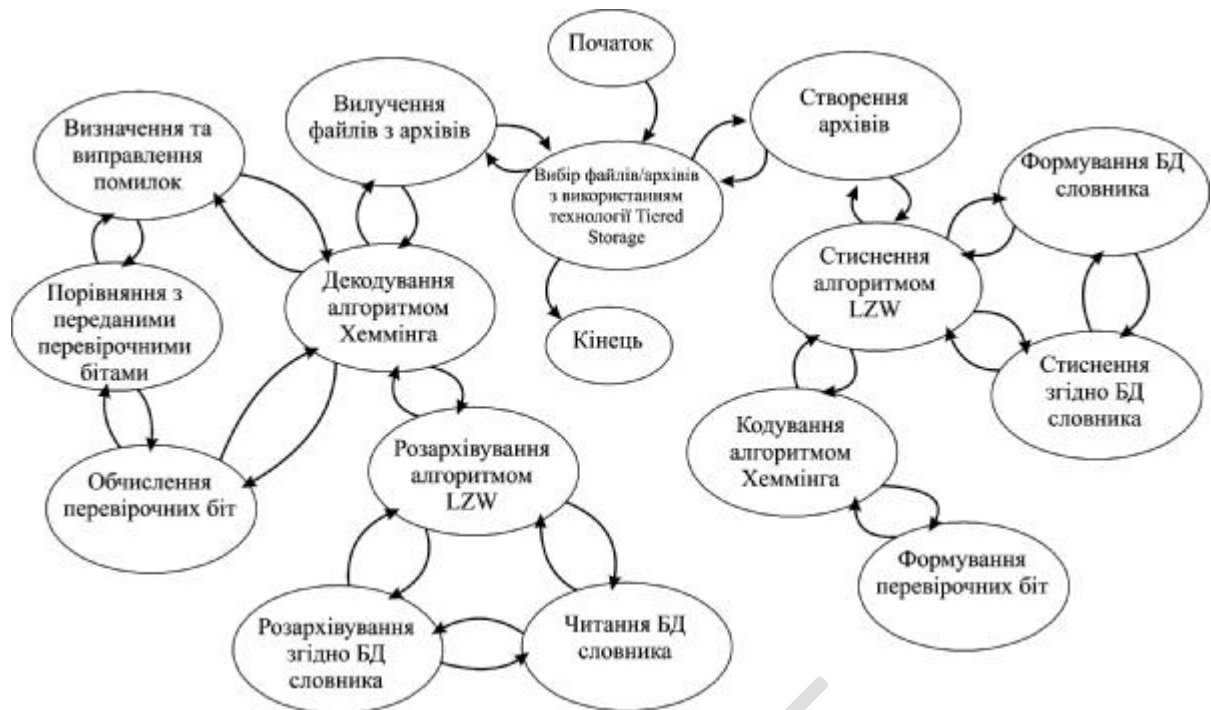 Початок
Вилучення
файлів з архівів
Створення
архівів
Визначення та
виправлення
помилок
Вибір файлів/архівів
з використанням
технології Tiered
Storage
Формування БД
словника
Порівняння з
переданими
перевірочними
бітами
Декодування
алгоритмом
Хеммінга
Кінець
Стиснення
алгоритмом
LZW
Стиснення
згідно БД
словника
Обчислення
перевірочних біт
Розархівування
алгоритмом
LZW
Кодування
алгоритмом
Хеммінга
Формування
перевірочних біт
Розархівування
згідно БД
словника
Читання БД
словника